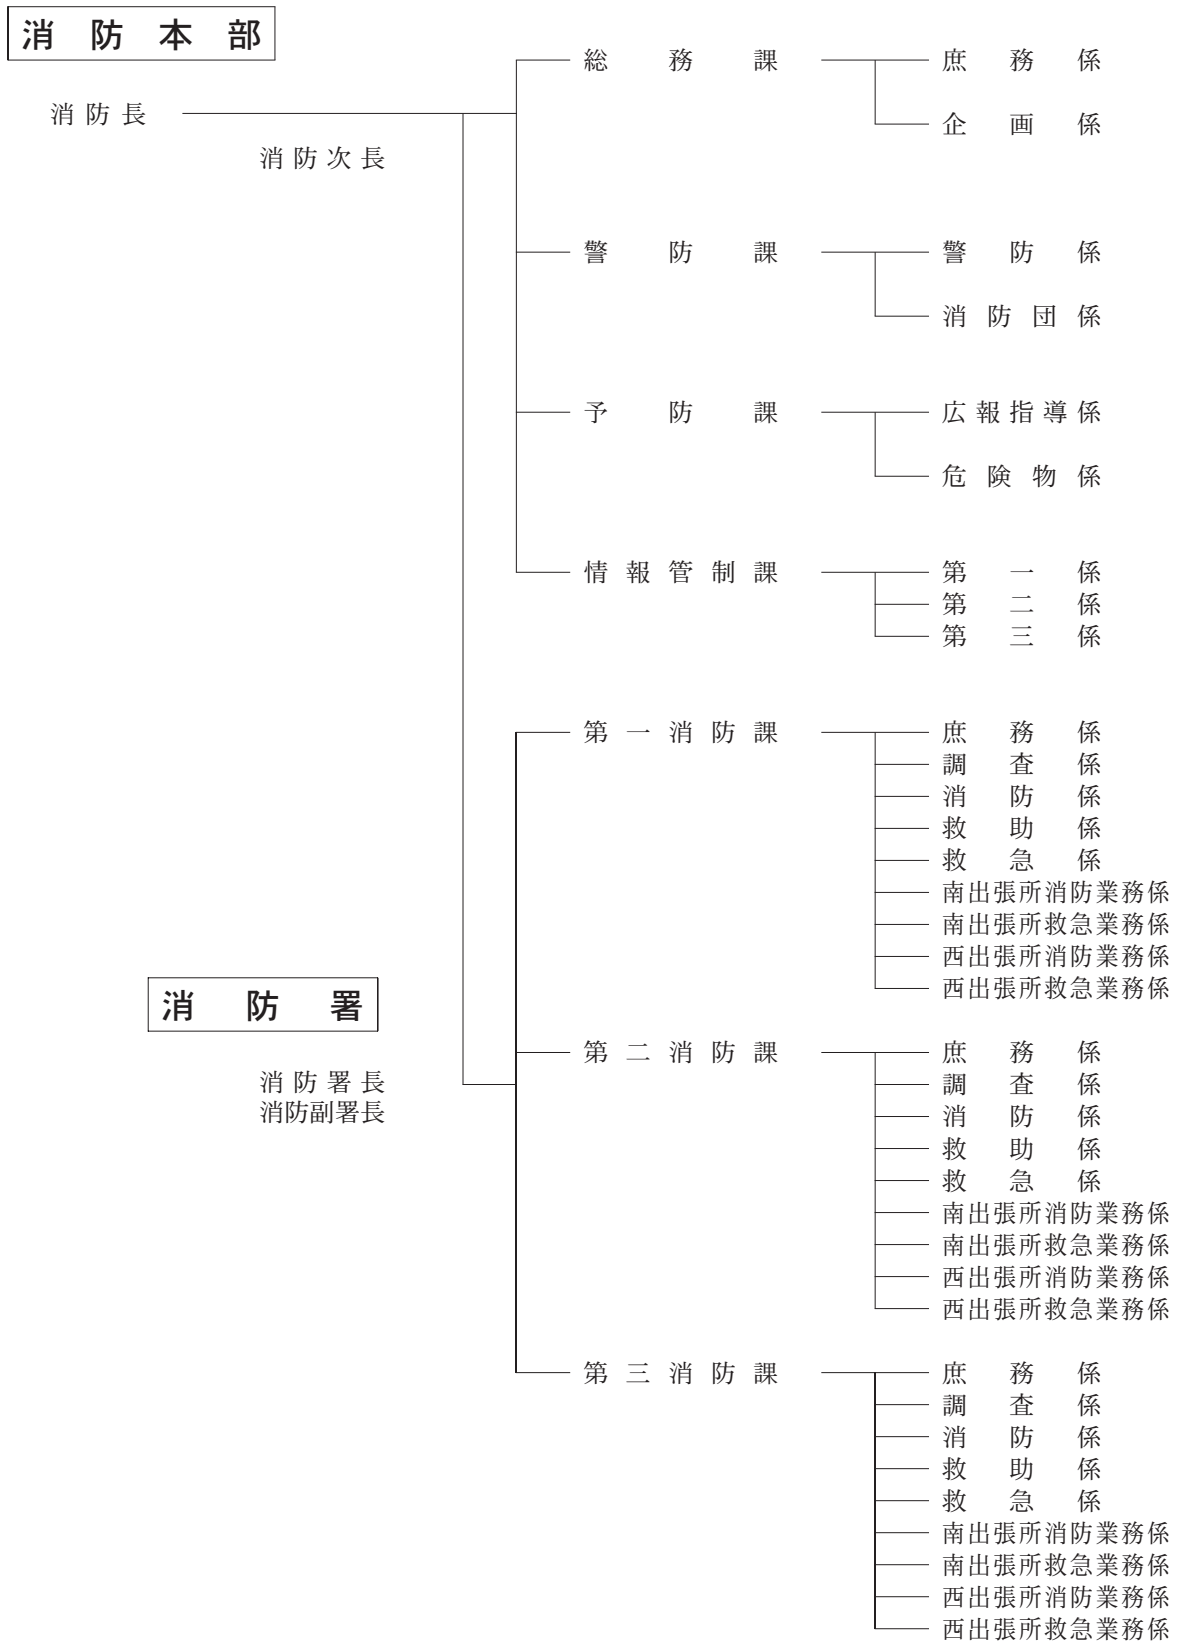 消防本部
総務課 庶務係
消防長
企画係
消防次長
警防課 警防係
消防団係
予防課 広報指導係
危険物係
情報管制課 第一係
第二係
第三係
第一消防課 庶務係
調査係
消防係
救助係
救急係
南出張所消防業務係
南出張所救急業務係
西出張所消防業務係
西出張所救急業務係
消防署
消防署長
消防副署長
第二消防課 庶務係
調査係
消防係
救助係
救急係
南出張所消防業務係
南出張所救急業務係
西出張所消防業務係
西出張所救急業務係
第三消防課 庶務係
調査係
消防係
救助係
救急係
南出張所消防業務係
南出張所救急業務係
西出張所消防業務係
西出張所救急業務係